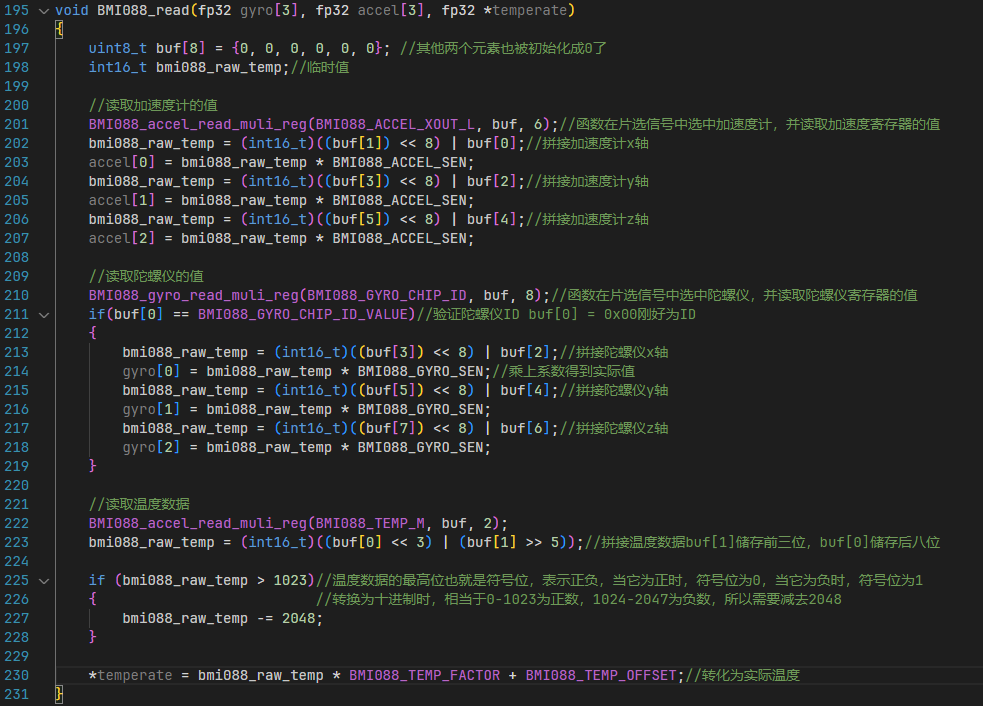 195 void BMI088_read(fp32 gyro[3], fp32 accel[3], fp32 *temperate)
196 {
197     uint8_t buf[8] = {0, 0, 0, 0, 0, 0}; //其他两个元素也被初始化成0了
198     int16_t bmi088_raw_temp;//临时值
199
200     //读取加速度计的值
201     BMI088_accel_read_muli_reg(BMI088_ACCEL_XOUT_L, buf, 6);//函数在片选信号中选中加速度计，并读取加速度寄存器的值
202     bmi088_raw_temp = (int16_t)((buf[1]) << 8) | buf[0];//拼接加速度计x轴
203     accel[0] = bmi088_raw_temp * BMI088_ACCEL_SEN;
204     bmi088_raw_temp = (int16_t)((buf[3]) << 8) | buf[2];//拼接加速度计y轴
205     accel[1] = bmi088_raw_temp * BMI088_ACCEL_SEN;
206     bmi088_raw_temp = (int16_t)((buf[5]) << 8) | buf[4];//拼接加速度计z轴
207     accel[2] = bmi088_raw_temp * BMI088_ACCEL_SEN;
208
209     //读取陀螺仪的值
210     BMI088_gyro_read_muli_reg(BMI088_GYRO_CHIP_ID, buf, 8);//函数在片选信号中选中陀螺仪，并读取陀螺仪寄存器的值
211     if(buf[0] == BMI088_GYRO_CHIP_ID_VALUE)//验证陀螺仪ID buf[0] = 0x00刚好为ID
212     {
213         bmi088_raw_temp = (int16_t)((buf[3]) << 8) | buf[2];//拼接陀螺仪x轴
214         gyro[0] = bmi088_raw_temp * BMI088_GYRO_SEN;//乘上系数得到实际值
215         bmi088_raw_temp = (int16_t)((buf[5]) << 8) | buf[4];//拼接陀螺仪y轴
216         gyro[1] = bmi088_raw_temp * BMI088_GYRO_SEN;
217         bmi088_raw_temp = (int16_t)((buf[7]) << 8) | buf[6];//拼接陀螺仪z轴
218         gyro[2] = bmi088_raw_temp * BMI088_GYRO_SEN;
219     }
220
221     //读取温度数据
222     BMI088_accel_read_muli_reg(BMI088_TEMP_M, buf, 2);
223     bmi088_raw_temp = (int16_t)((buf[0] << 3) | (buf[1] >> 5));//拼接温度数据buf[1]储存前三位，buf[0]储存后八位
224
225     if (bmi088_raw_temp > 1023)//温度数据的最高位也就是符号位，表示正负，当它为正时，符号位为0，当它为负时，符号位为1
226     {                          //转换为十进制时，相当于0-1023为正数，1024-2047为负数，所以需要减去2048
227         bmi088_raw_temp -= 2048;
228     }
229
230     *temperate = bmi088_raw_temp * BMI088_TEMP_FACTOR + BMI088_TEMP_OFFSET;//转化为实际温度
231 }